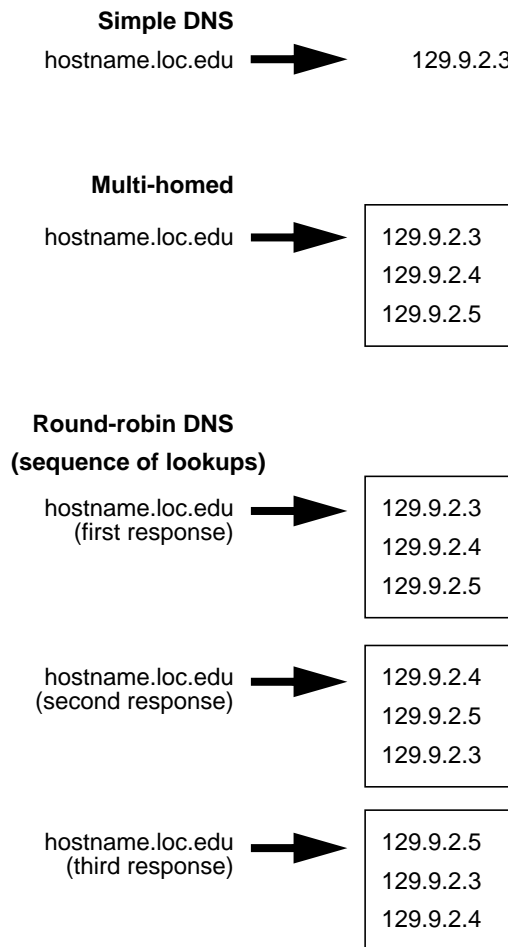 Simple DNS
hostname.loc.edu 129.9.2.3
Multi-homed
hostname.loc.edu
129.9.2.3
129.9.2.4
129.9.2.5
Round-robin DNS
(sequence of lookups)
hostname.loc.edu
(first response)
129.9.2.3
129.9.2.4
129.9.2.5
hostname.loc.edu
(second response)
129.9.2.4
129.9.2.5
129.9.2.3
hostname.loc.edu
(third response)
129.9.2.5
129.9.2.3
129.9.2.4